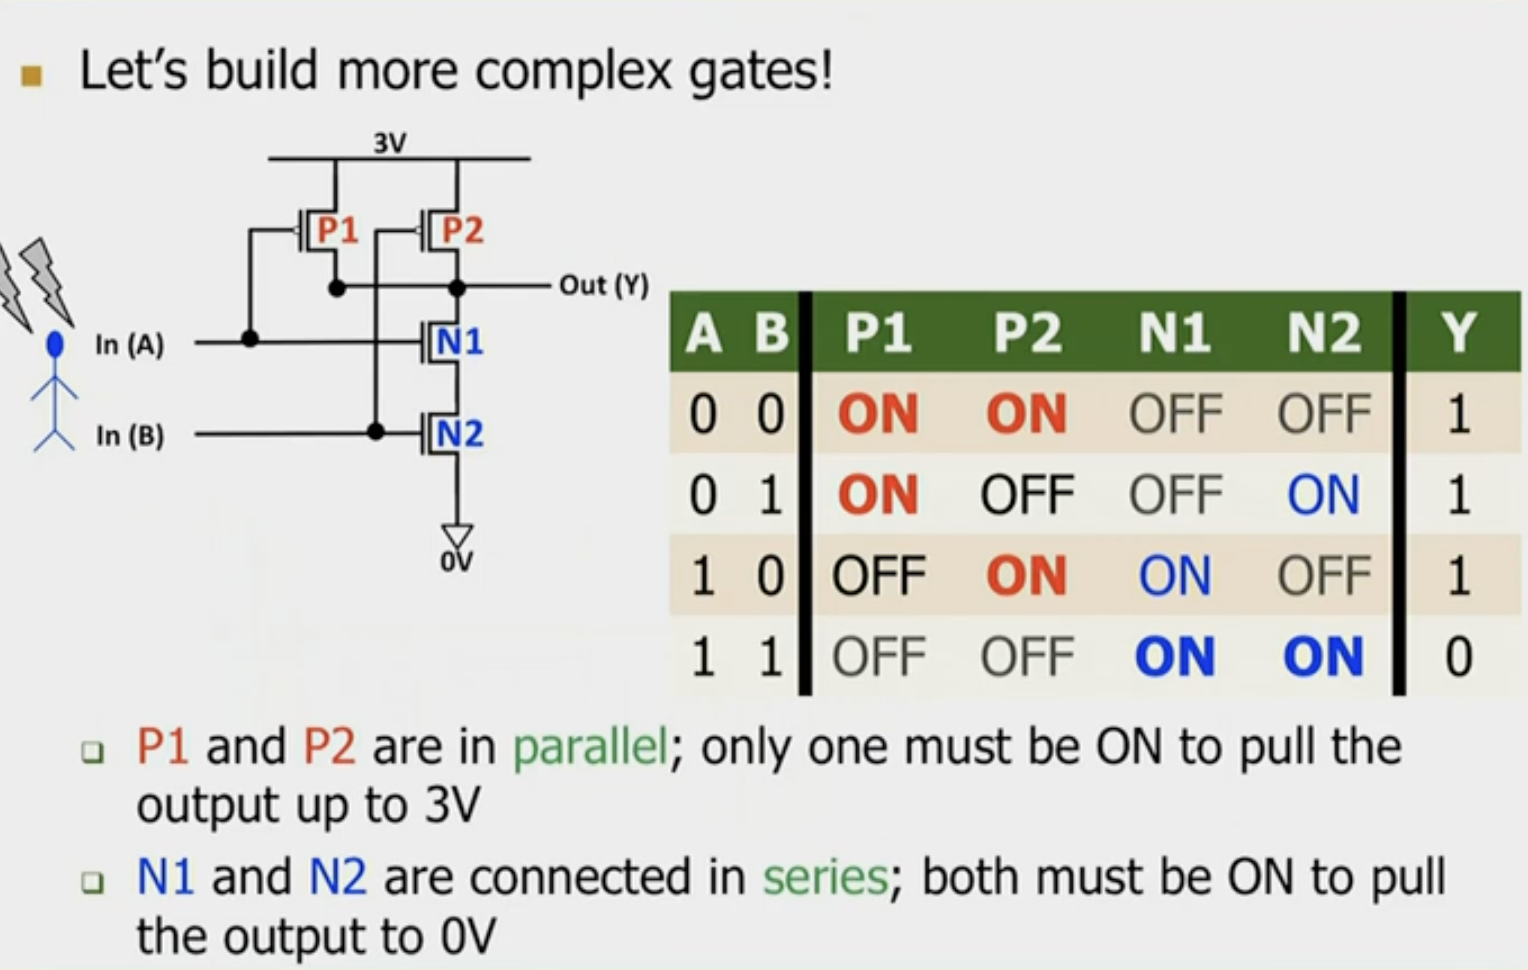 Let's build more complex gates!
3V
P1
P2
Out (Y)
In (A)
N1
In (B)
N2
0V
A B P1 P2 N1 N2 Y
0 0 ON ON OFF OFF 1
0 1 ON OFF OFF ON 1
1 0 OFF ON ON OFF 1
1 1 OFF OFF ON ON 0
P1 and P2 are in parallel; only one must be ON to pull the
output up to 3V
N1 and N2 are connected in series; both must be ON to pull
the output to 0V